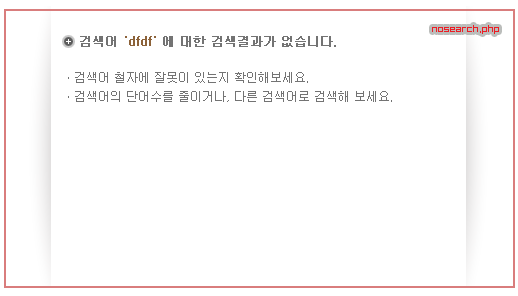 nosearch.php
검색어 'dfdf' 에 대한 검색결과가 없습니다.
· 검색어 철자에 잘못이 있는지 확인해보세요.
· 검색어의 단어수를 줄이거나, 다른 검색어로 검색해 보세요.